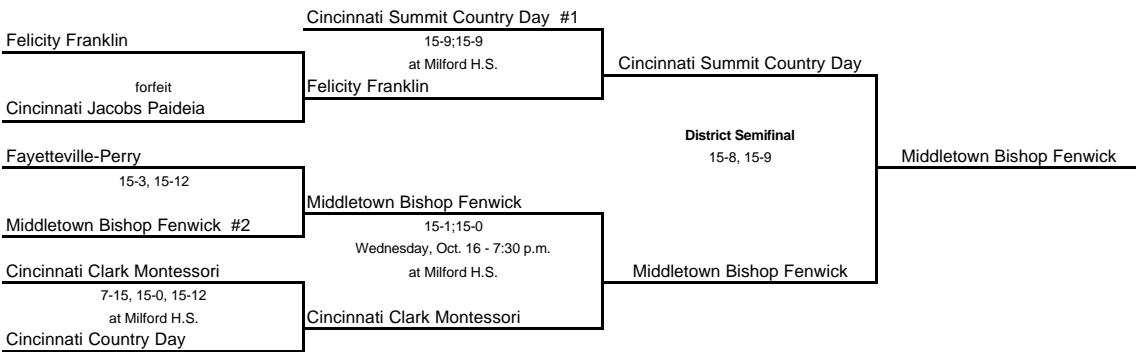 Cincinnati Summit Country Day #1
Felicity Franklin
15-9;15-9
at Milford H.S.
Cincinnati Summit Country Day
forfeit
Felicity Franklin
Cincinnati Jacobs Paideia
District Semifinal
Fayetteville-Perry
15-8, 15-9
Middletown Bishop Fenwick
15-3, 15-12
Middletown Bishop Fenwick
Middletown Bishop Fenwick #2
15-1;15-0
Wednesday, Oct. 16 - 7:30 p.m.
Cincinnati Clark Montessori
at Milford H.S.
Middletown Bishop Fenwick
7-15, 15-0, 15-12
at Milford H.S.
Cincinnati Clark Montessori
Cincinnati Country Day